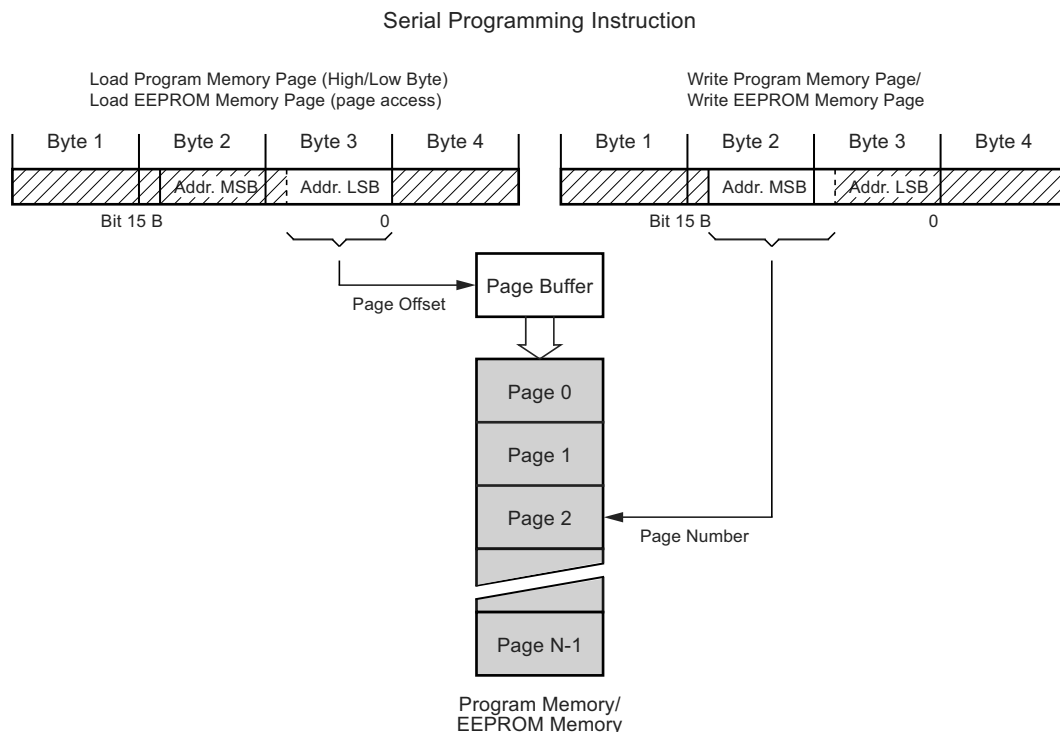 Serial Programming Instruction
Load Program Memory Page (High/Low Byte)
Load EEPROM Memory Page (page access)
Write Program Memory Page/
Write EEPROM Memory Page
Byte 1 Byte 2 Byte 3 Byte 4
Byte 1 Byte 2 Byte 3 Byte 4
Addr. MSB Addr. LSB
Addr. MSB Addr. LSB
Bit 15 B 0
Bit 15 B 0
Page Buffer
Page Offset
Page 0
Page 1
Page 2
Page Number
Page N-1
Program Memory/
EEPROM Memory